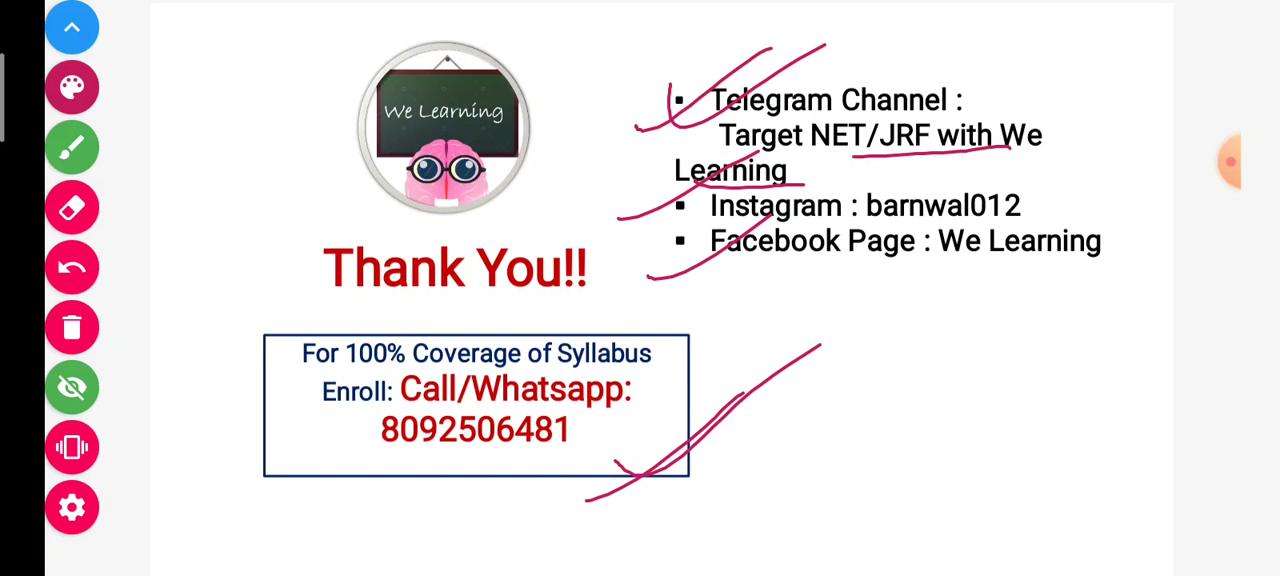 We Learning
Thank You!!
For 100% Coverage of Syllabus
Enroll: Call/Whatsapp:
8092506481
▪ Telegram Channel :
Target NET/JRF with We
Learning
▪ Instagram : barnwal012
▪ Facebook Page : We Learning